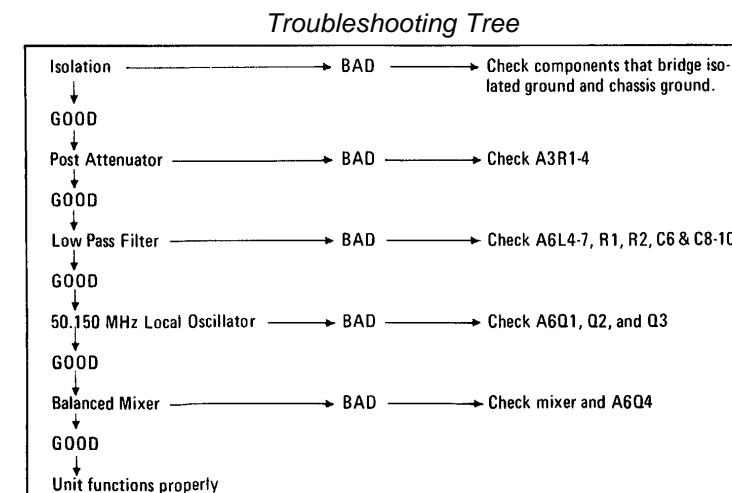 Troubleshooting Tree
Isolation BAD Check components that bridge iso-
lated ground and chassis ground.
GOOD
Post Attenuator BAD Check A3R1-4
GOOD
Low Pass Filter BAD Check A6L4-7, R1, R2, C6 & C8-10
GOOD
50.150 MHz Local Oscillator BAD Check A6Q1, Q2, and Q3
GOOD
Balanced Mixer BAD Check mixer and A6Q4
GOOD
Unit functions properly